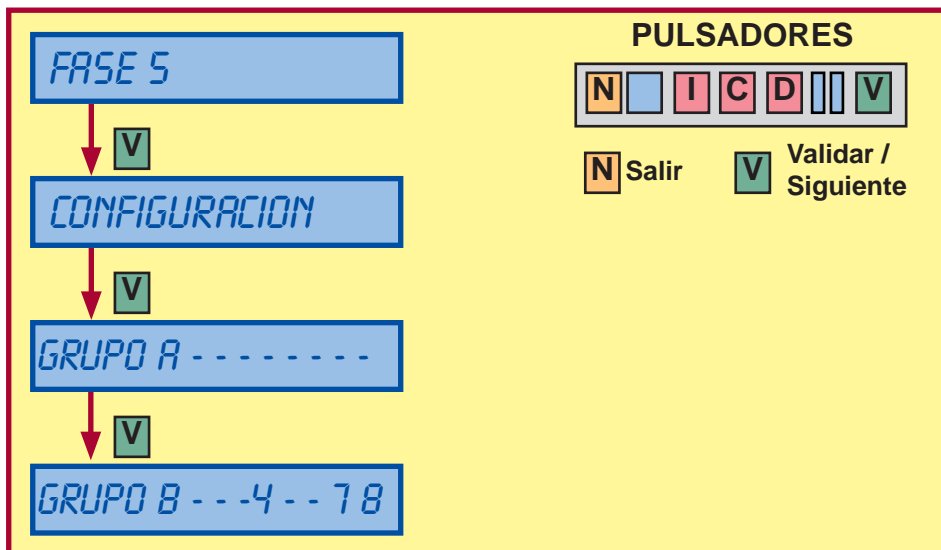 FASE 5
V
CONFIGURACION
V
GRUPO A - - - - - - - -
V
GRUPO B - - -4 - - 7 8
PULSADORES
N I C D V
N Salir
V Validar /
Siguiente